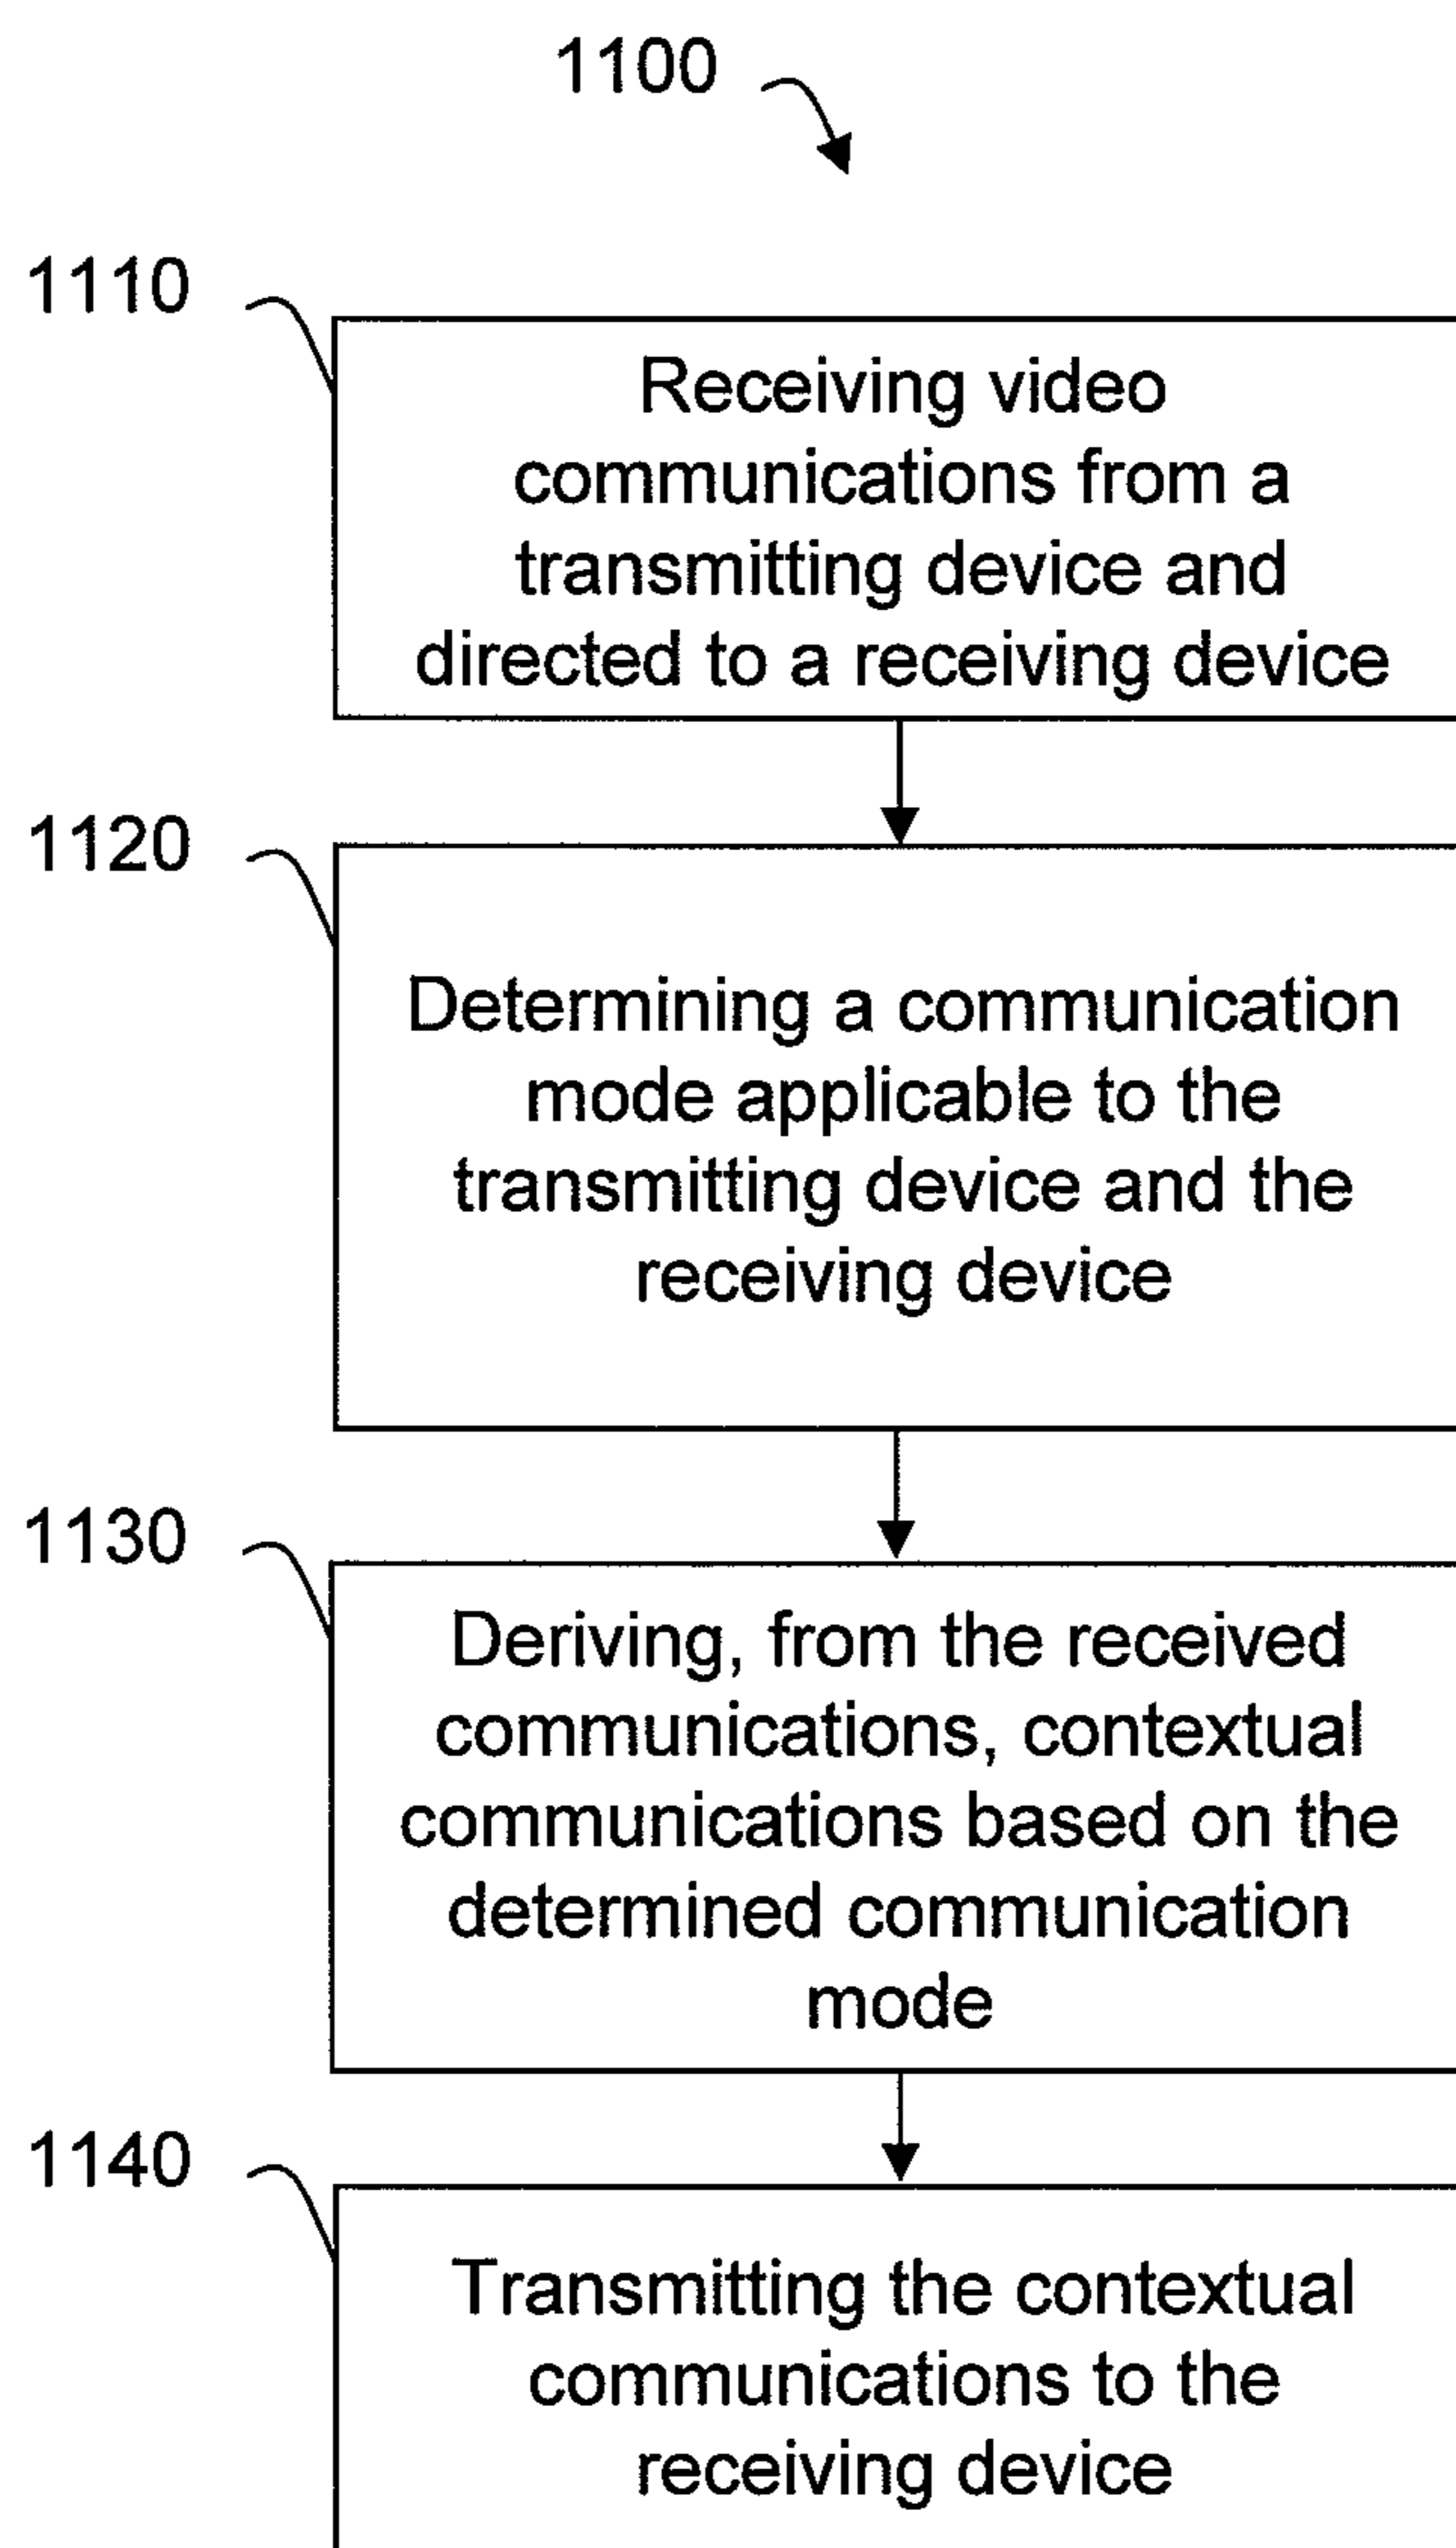 1100
1110
Receiving video
communications from a
transmitting device and
directed to a receiving device
1120
Determining a communication
mode applicable to the
transmitting device and the
receiving device
1130
Deriving, from the received
communications, contextual
communications based on the
determined communication
mode
1140
Transmitting the contextual
communications to the
receiving device